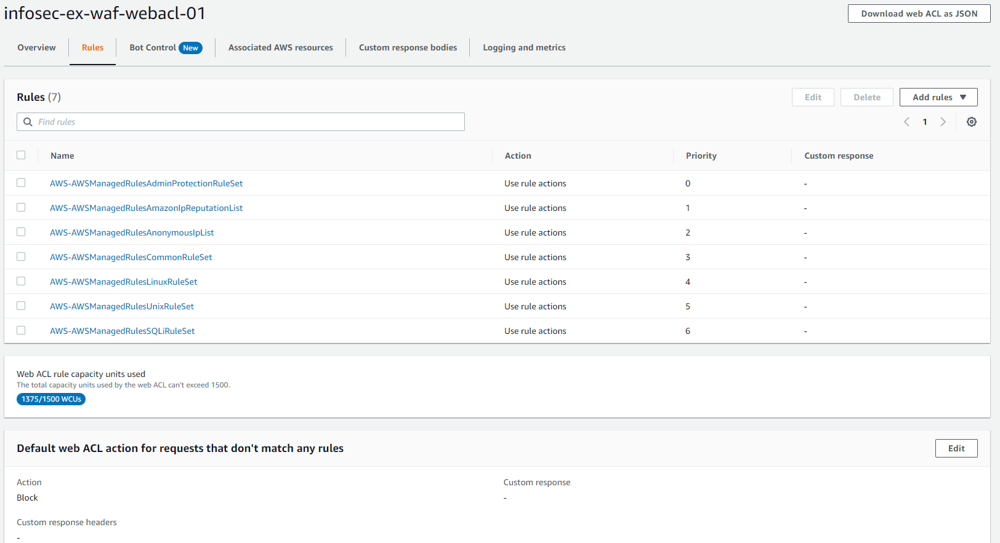 infosec-ex-waf-webacl-01
Download web ACL as JSON
Overview Rules Bot Control New Associated AWS resources Custom response bodies Logging and metrics
Rules (7)
Edit Delete Add rules
Find rules
1
Name Action Priority Custom response
AWS-AWSManagedRulesAdminProtectionRuleSet Use rule actions 0 -
AWS-AWSManagedRulesAmazonIpReputationList Use rule actions 1 -
AWS-AWSManagedRulesAnonymousIpList Use rule actions 2 -
AWS-AWSManagedRulesCommonRuleSet Use rule actions 3 -
AWS-AWSManagedRulesLinuxRuleSet Use rule actions 4 -
AWS-AWSManagedRulesUnixRuleSet Use rule actions 5 -
AWS-AWSManagedRulesSQLiRuleSet Use rule actions 6 -
Web ACL rule capacity units used
The total capacity units used by the web ACL can't exceed 1500.
1375/1500 WCUs
Default web ACL action for requests that don't match any rules
Edit
Action Custom response
Block -
Custom response headers
-